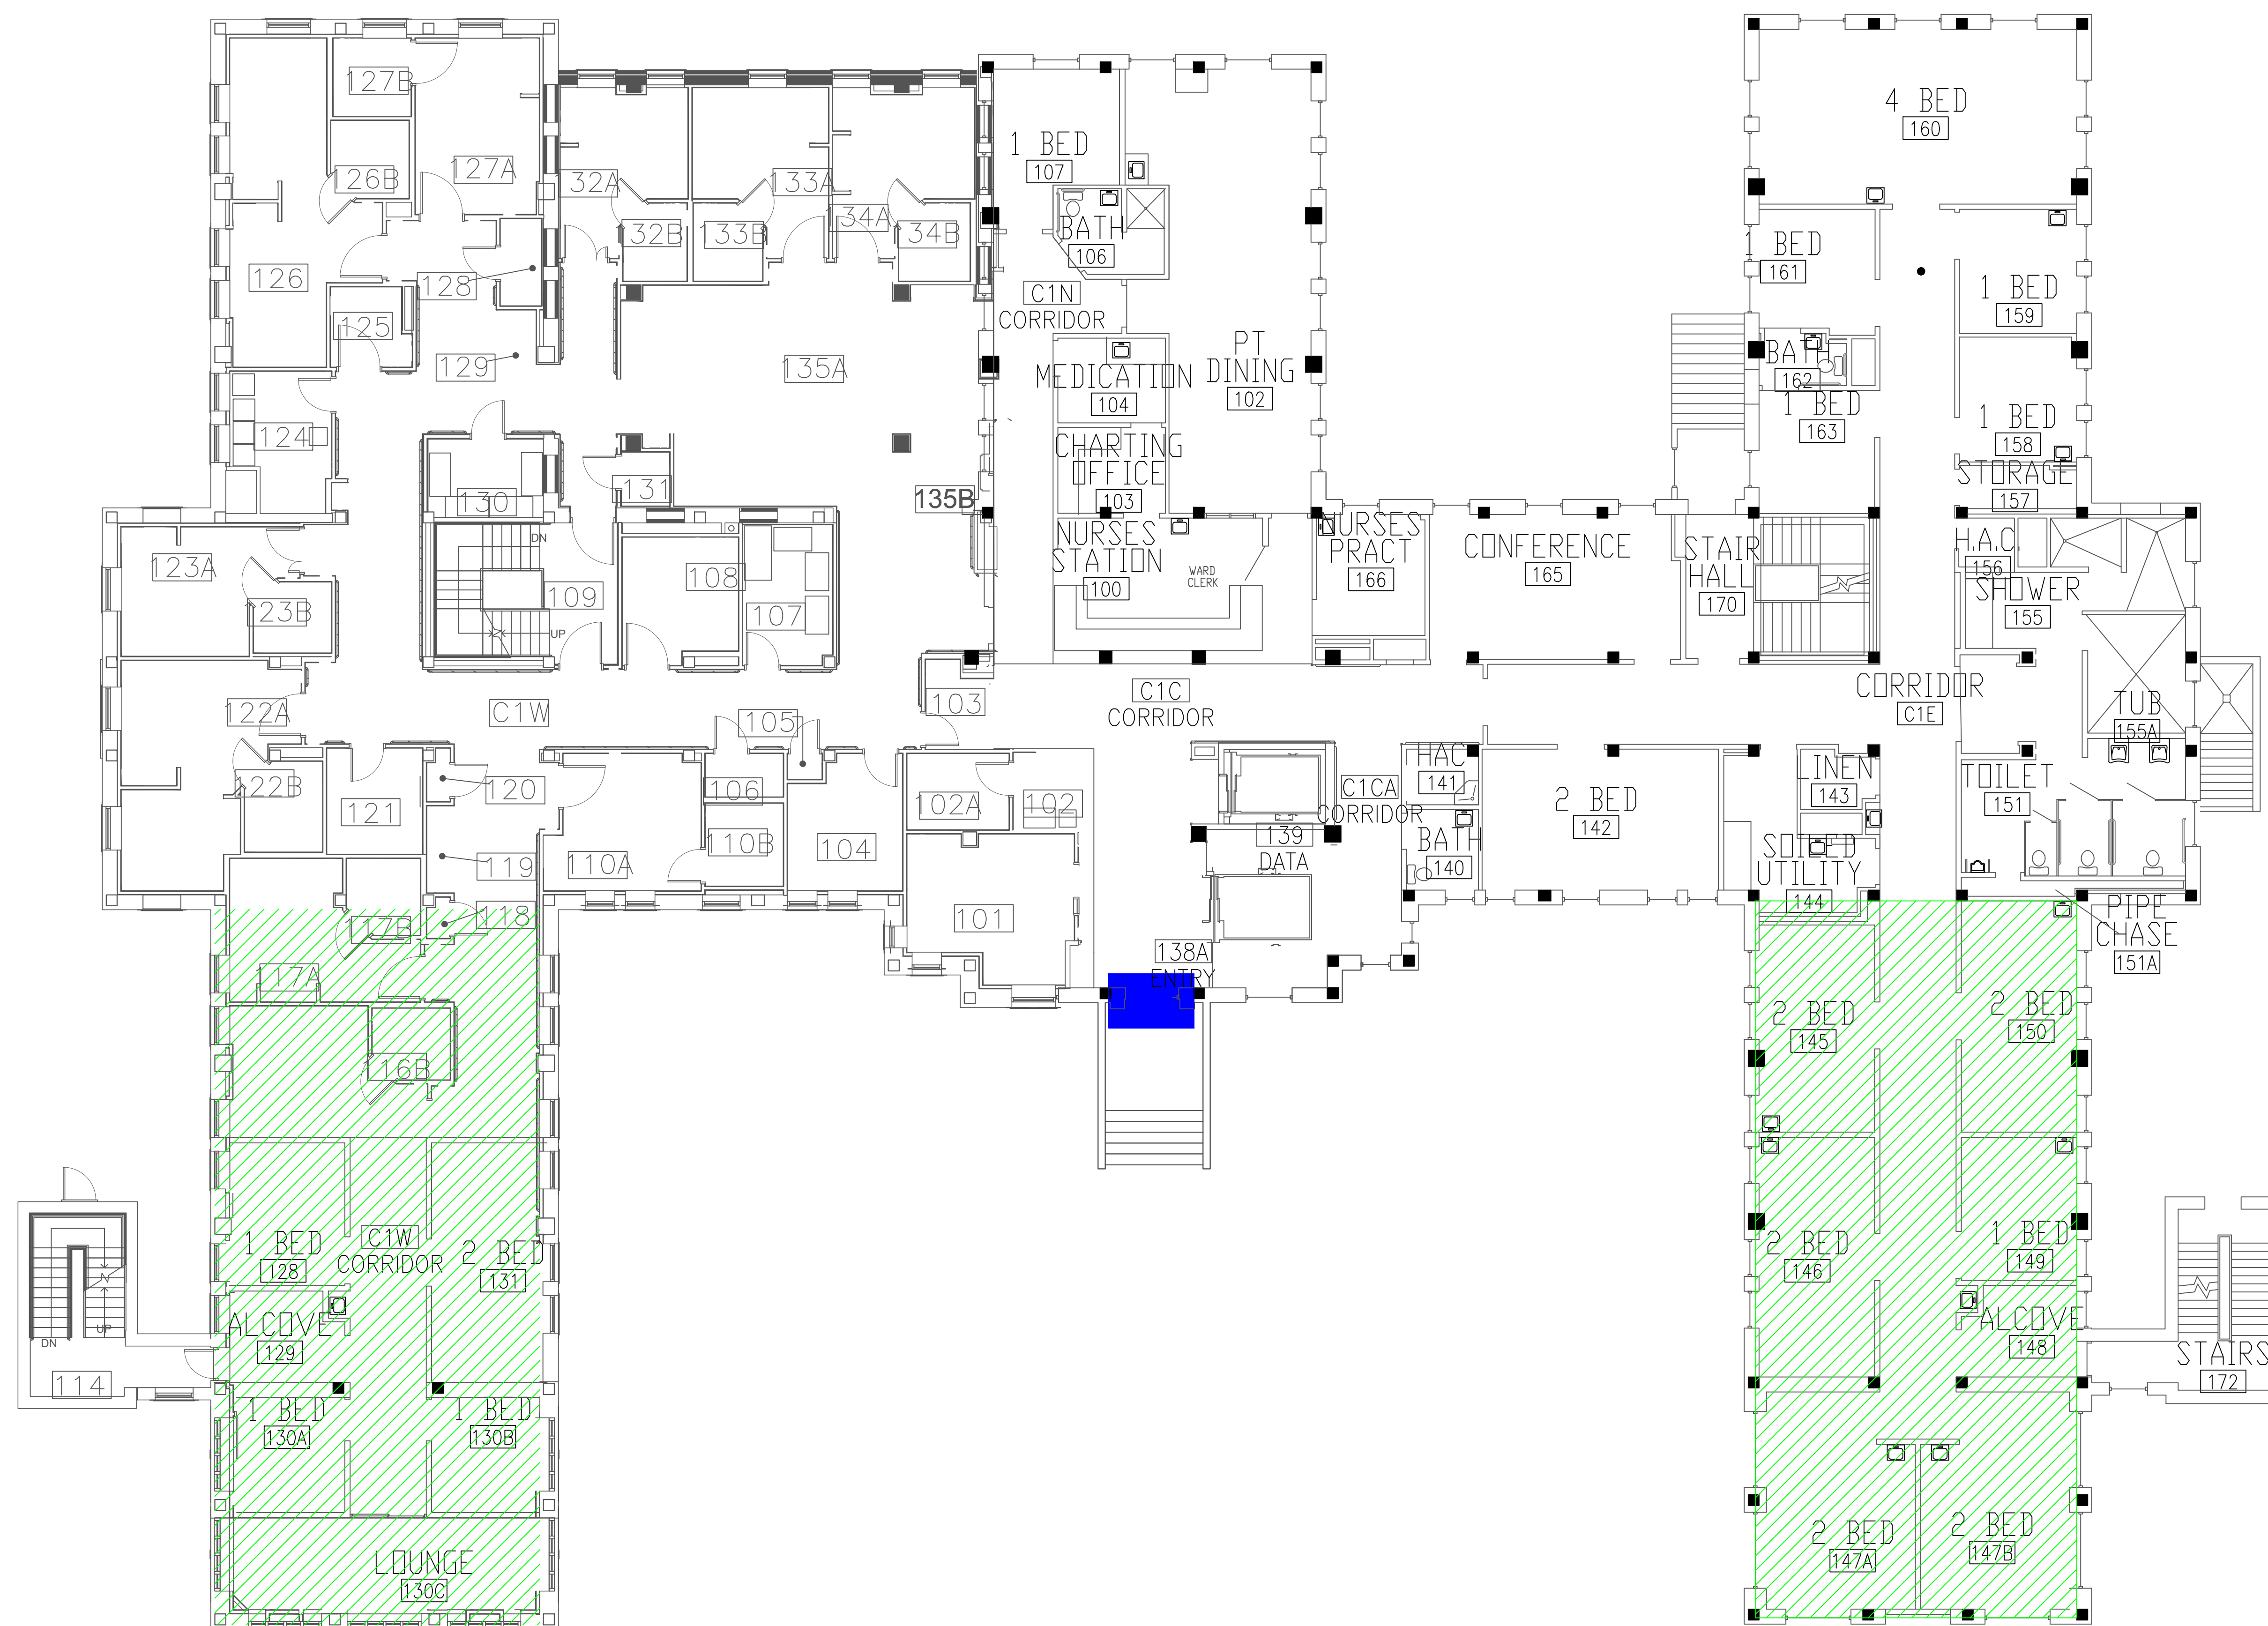 127B
126B
127A
126
128
125
129
124
130
131
32A
32B
133A
133B
34A
34B
135A
135B
123A
123B
DN
UP
109
108
107
122A
122B
C1W
105
103
121
120
119
118
106
110A
110B
104
102A
102
101
117B
117A
16B
1 BED
107
BATH
106
C1N
CORRIDOR
MEDICATION
104
PT
DINING
102
CHARTING
OFFICE
103
NURSES
STATION
100
WARD
CLERK
NURSES
PRACT
166
CONFERENCE
165
STAIR
HALL
170
C1C
CORRIDOR
4 BED
160
1 BED
161
1 BED
159
BATH
162
1 BED
163
1 BED
158
STORAGE
157
H.A.C.
156
SHOWER
155
CORRIDOR
C1E
TUB
155A
TOILET
151
PIPE
CHASE
151A
C1CA
CORRIDOR
HAC
141
BATH
140
2 BED
142
LINEN
143
SOILED
UTILITY
144
139
DATA
138A
ENTRY
2 BED
145
2 BED
150
2 BED
146
1 BED
149
ALCOVE
148
STAIRS
172
2 BED
147A
2 BED
147B
1 BED
128
C1W
CORRIDOR
2 BED
131
ALCOVE
129
1 BED
130A
1 BED
130B
LOUNGE
130C
DN
UP
114